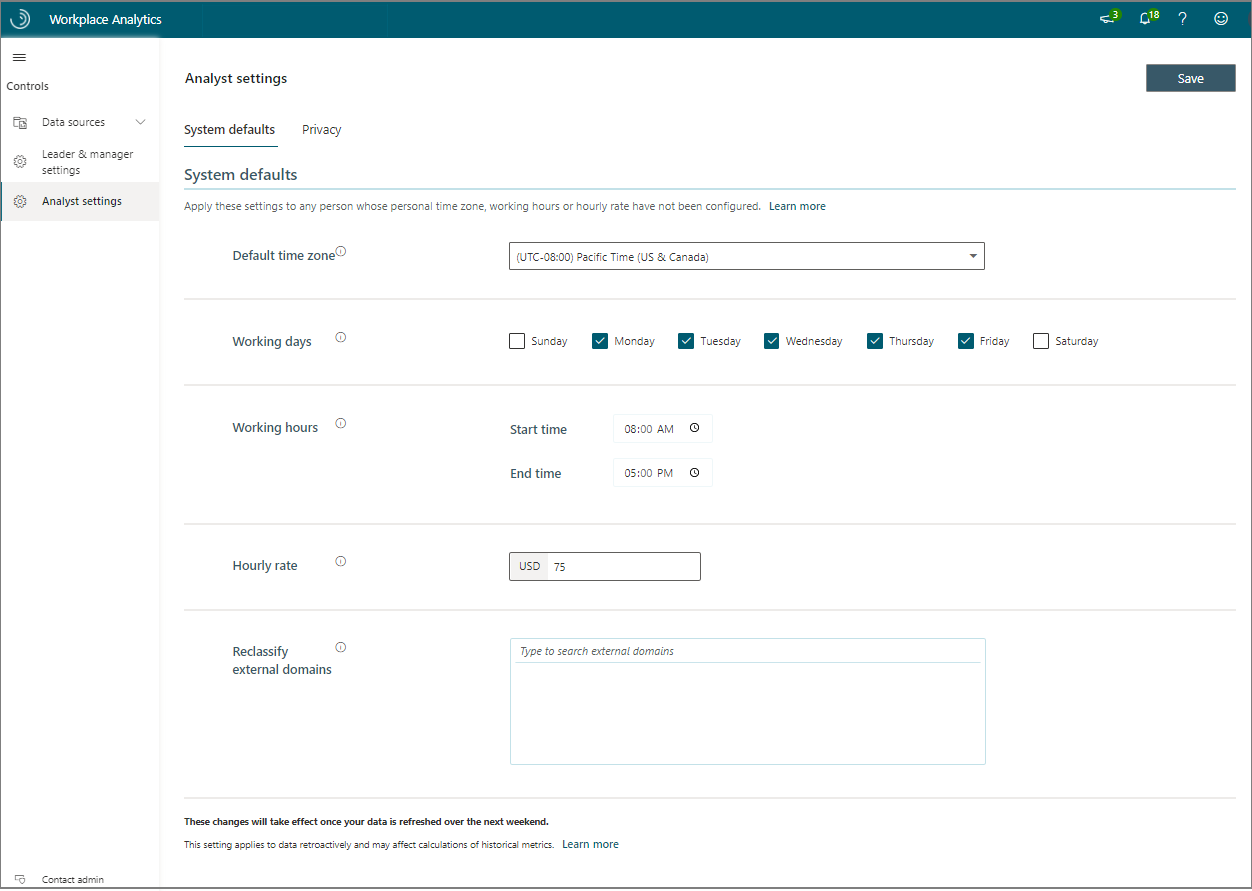 Workplace Analytics
3
18
?
Controls
Data sources
Leader & manager
settings
Analyst settings
Contact admin
Analyst settings
Save
System defaults
Privacy
System defaults
Apply these settings to any person whose personal time zone, working hours or hourly rate have not been configured. Learn more
Default time zone
(UTC-08:00) Pacific Time (US & Canada)
Working days
Sunday
Monday
Tuesday
Wednesday
Thursday
Friday
Saturday
Working hours
Start time
08:00 AM
End time
05:00 PM
Hourly rate
USD
75
Reclassify
external domains
Type to search external domains
These changes will take effect once your data is refreshed over the next weekend.
This setting applies to data retroactively and may affect calculations of historical metrics. Learn more